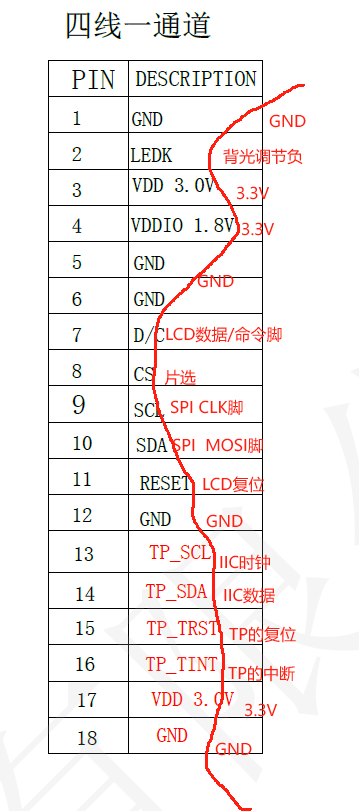 四线一通道
PIN DESCRIPTION
1 GND GND
2 LEDK 背光调节负
3 VDD 3.0V 3.3V
4 VDDIO 1.8V 3.3V
5 GND
6 GND GND
7 D/C LCD数据/命令脚
8 CS 片选
9 SCL SPI CLK脚
10 SDA SPI MOSI脚
11 RESET LCD复位
12 GND GND
13 TP_SCL IIC时钟
14 TP_SDA IIC数据
15 TP_TRST TP的复位
16 TP_TINT TP的中断
17 VDD 3.0V 3.3V
18 GND GND